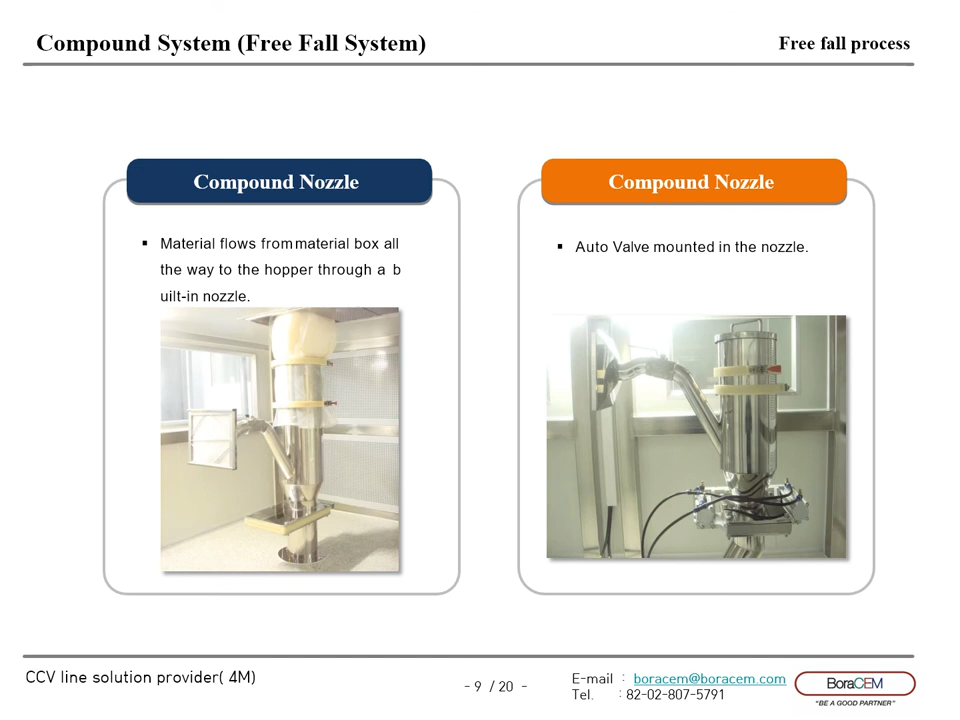 Compound System (Free Fall System)
Free fall process
Compound Nozzle
▪ Material flows from material box all
the way to the hopper through a b
uilt-in nozzle.
Compound Nozzle
▪ Auto Valve mounted in the nozzle.
CCV line solution provider( 4M)
- 9 / 20 -
E-mail : boracem@boracem.com
Tel. : 82-02-807-5791
BoraCEM
"BE A GOOD PARTNER"